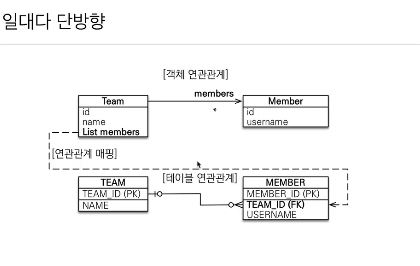 일대다 단방향
[객체 연관관계]
members
Team
id
name
List members
Member
id
username
[연관관계 매핑]
[테이블 연관관계]
TEAM
TEAM_ID (PK)
NAME
MEMBER
MEMBER_ID (PK)
TEAM_ID (FK)
USERNAME